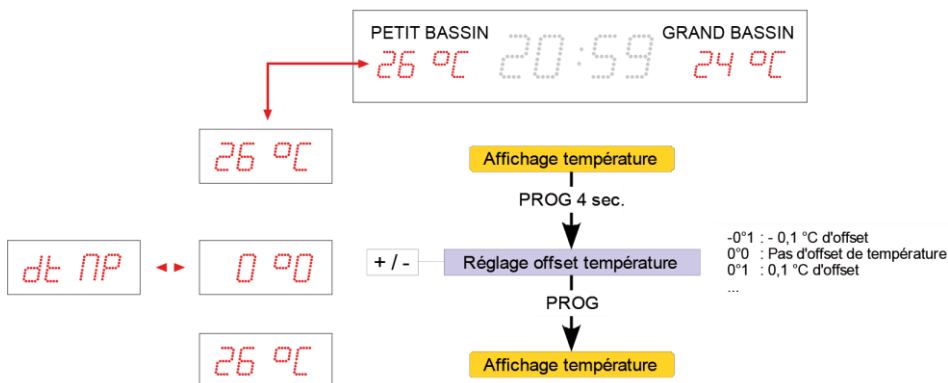 PETIT BASSIN
GRAND BASSIN
26 °C
20:59
24 °C
26 °C
Affichage température
PROG 4 sec.
dt MP
0 °0
+ / -
Réglage offset température
-0°1 : - 0,1 °C d'offset
0°0 : Pas d'offset de température
0°1 : 0,1 °C d'offset
...
PROG
26 °C
Affichage température